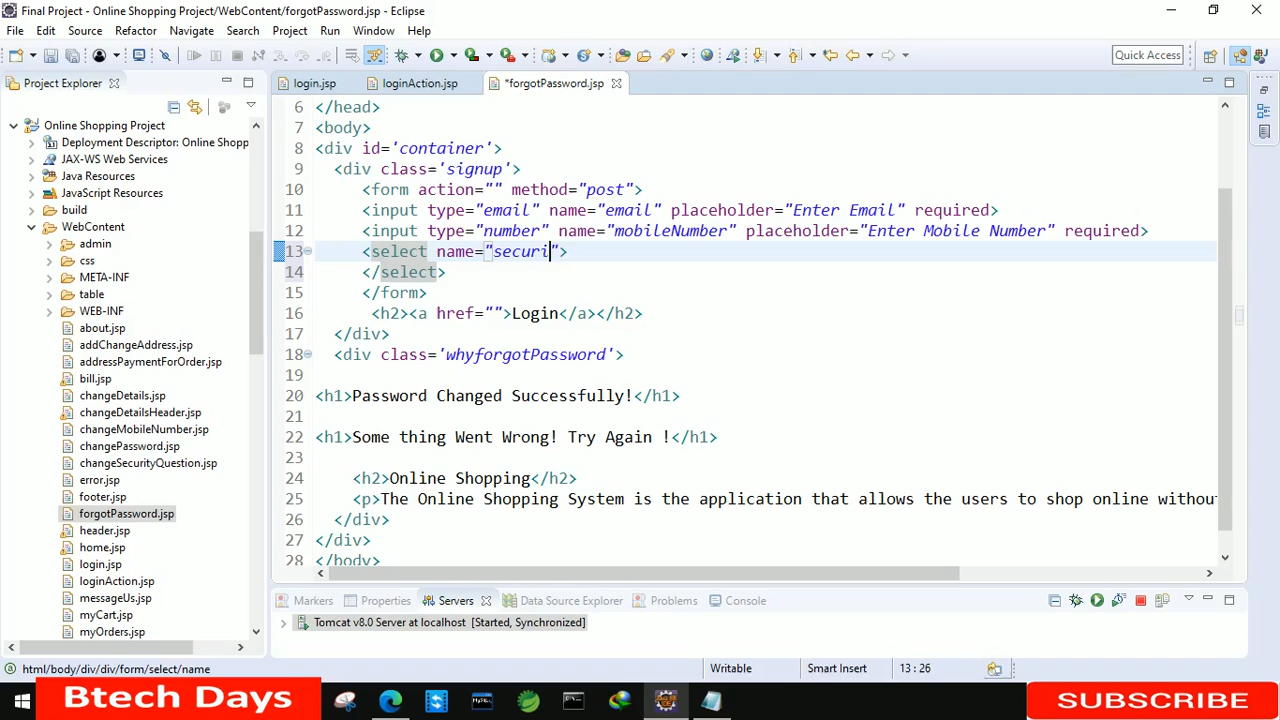 Final Project - Online Shopping Project/WebContent/forgotPassword.jsp - Eclipse
File Edit Source Refactor Navigate Search Project Run Window Help
Quick Access
Project Explorer
login.jsp loginAction.jsp *forgotPassword.jsp
Online Shopping Project
Deployment Descriptor: Online Shopp
JAX-WS Web Services
Java Resources
JavaScript Resources
build
WebContent
admin
css
META-INF
table
WEB-INF
about.jsp
addChangeAddress.jsp
addressPaymentForOrder.jsp
bill.jsp
changeDetails.jsp
changeDetailsHeader.jsp
changeMobileNumber.jsp
changePassword.jsp
changeSecurityQuestion.jsp
error.jsp
footer.jsp
forgotPassword.jsp
header.jsp
home.jsp
login.jsp
loginAction.jsp
messageUs.jsp
myCart.jsp
myOrders.jsp
6 </head>
7 <body>
8 <div id='container'>
9 <div class='signup'>
10 <form action="" method="post">
11 <input type="email" name="email" placeholder="Enter Email" required>
12 <input type="number" name="mobileNumber" placeholder="Enter Mobile Number" required>
13 <select name="securi">
14 </select>
15 </form>
16 <h2><a href="">Login</a></h2>
17 </div>
18 <div class='whyforgotPassword'>
19
20 <h1>Password Changed Successfully!</h1>
21
22 <h1>Some thing Went Wrong! Try Again !</h1>
23
24 <h2>Online Shopping</h2>
25 <p>The Online Shopping System is the application that allows the users to shop online withou
26 </div>
27 </div>
28 </body>
Markers Properties Servers Data Source Explorer Problems Console
Tomcat v8.0 Server at localhost [Started, Synchronized]
html/body/div/div/form/select/name Writable Smart Insert 13 : 26
Btech Days
SUBSCRIBE